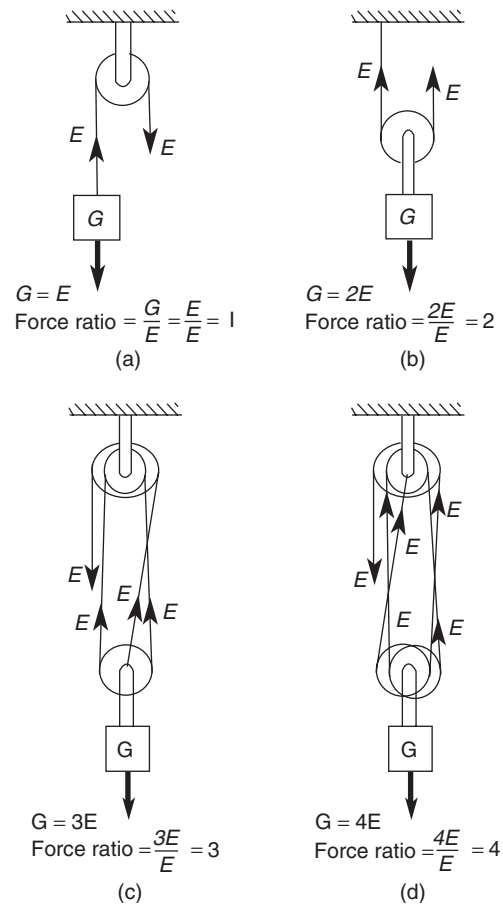 E
E
G
G = E
Force ratio = G/E = E/E = 1
(a)
E
E
G
G = 2E
Force ratio = 2E/E = 2
(b)
E
E
E
E
G
G = 3E
Force ratio = 3E/E = 3
(c)
E
E
E
E
E
G
G = 4E
Force ratio = 4E/E = 4
(d)